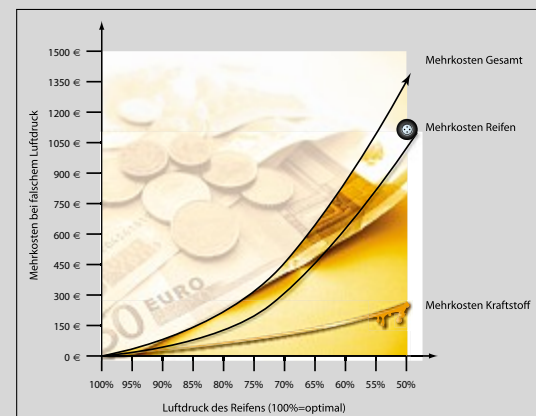 Mehrkosten bei falschem Luftdruck
1500 €
1350 €
1200 €
1050 €
900 €
750 €
600 €
450 €
300 €
150 €
0 €
Mehrkosten Gesamt
Mehrkosten Reifen
Mehrkosten Kraftstoff
50 EURO
100% 95% 90% 85% 80% 75% 70% 65% 60% 55% 50%
Luftdruck des Reifens (100%=optimal)